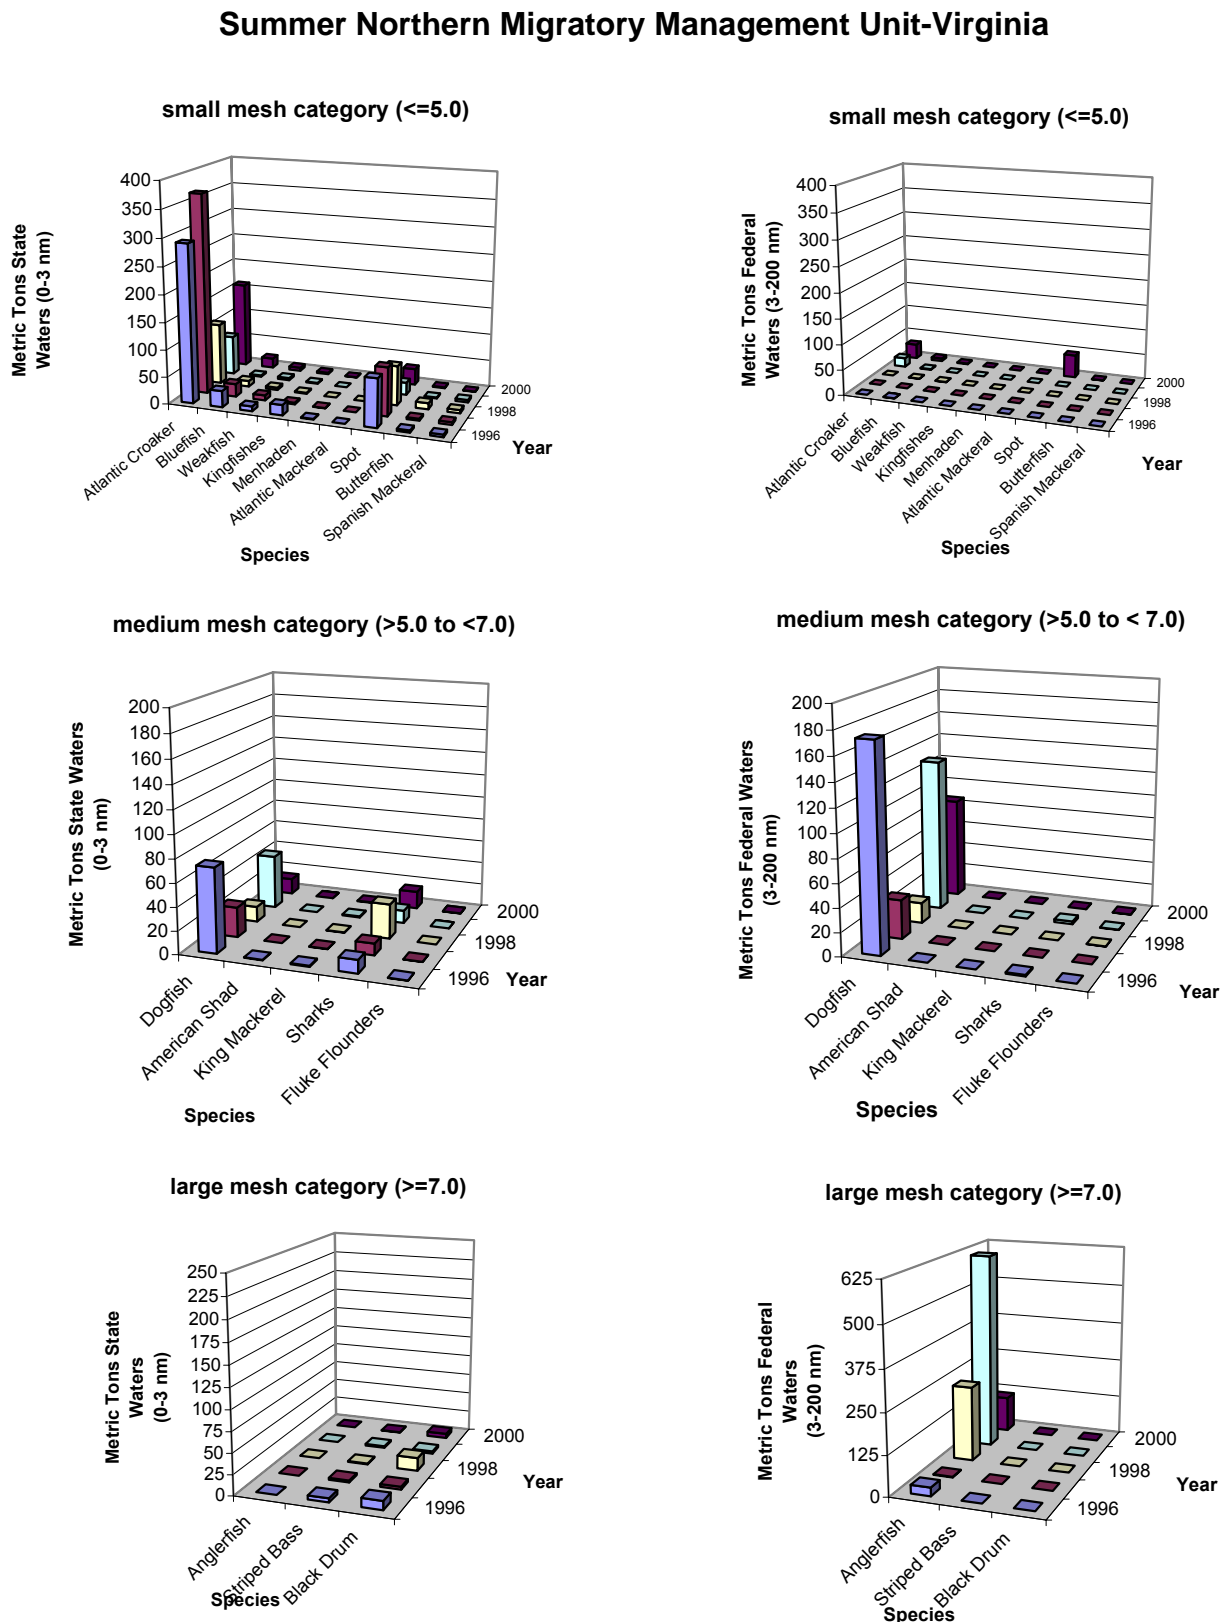 Summer Northern Migratory Management Unit-Virginia
small mesh category (<=5.0)
Metric Tons State
Waters (0-3 nm)
400
350
300
250
200
150
100
50
0
Atlantic Croaker
Bluefish
Weakfish
Kingfishes
Menhaden
Atlantic Mackeral
Spot
Butterfish
Spanish Mackeral
Species
1996
1998
2000
Year
small mesh category (<=5.0)
Metric Tons Federal
Waters (3-200 nm)
400
350
300
250
200
150
100
50
0
Atlantic Croaker
Bluefish
Weakfish
Kingfishes
Menhaden
Atlantic Mackeral
Spot
Butterfish
Spanish Mackeral
Species
1996
1998
2000
Year
medium mesh category (>5.0 to <7.0)
Metric Tons State Waters
(0-3 nm)
200
180
160
140
120
100
80
60
40
20
0
Dogfish
American Shad
King Mackerel
Sharks
Fluke Flounders
Species
1996
1998
2000
Year
medium mesh category (>5.0 to < 7.0)
Metric Tons Federal Waters
(3-200 nm)
200
180
160
140
120
100
80
60
40
20
0
Dogfish
American Shad
King Mackerel
Sharks
Fluke Flounders
Species
1996
1998
2000
Year
large mesh category (>=7.0)
Metric Tons State
Waters
(0-3 nm)
250
225
200
175
150
125
100
75
50
25
0
Anglerfish
Striped Bass
Black Drum
Species
1996
1998
2000
Year
large mesh category (>=7.0)
Metric Tons Federal
Waters
(3-200 nm)
625
500
375
250
125
0
Anglerfish
Striped Bass
Black Drum
Species
1996
1998
2000
Year